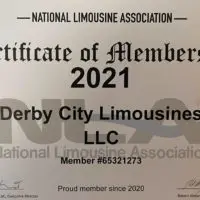 NATIONAL LIMOUSINE ASSOCIATION
rtificate of Members
2021
Derby City Limousines
LLC
National Limousine Association
Member #65321273
Proud member since 2020